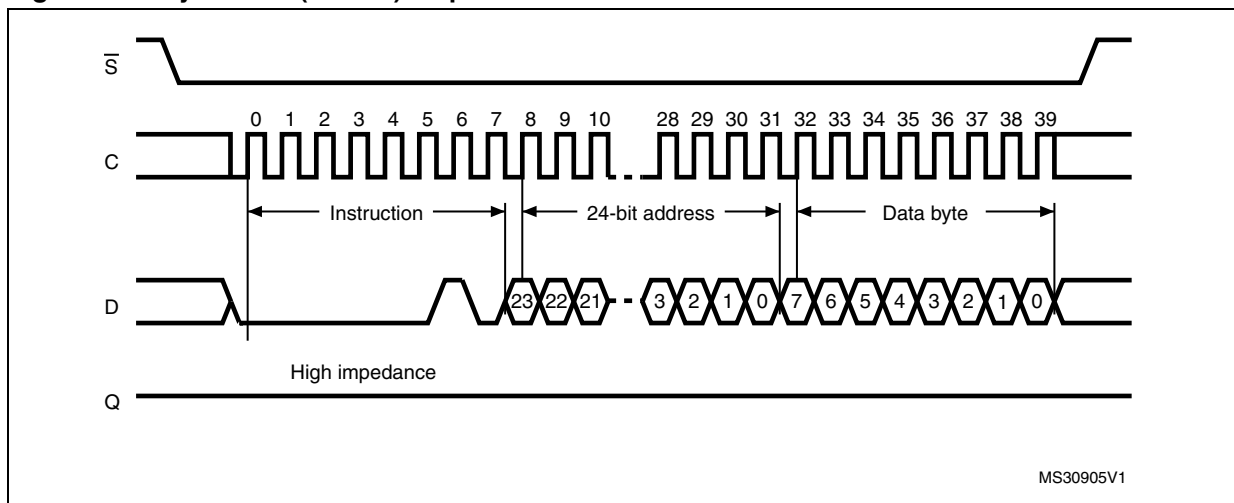 S
0 1 2 3 4 5 6 7 8 9 10 28 29 30 31 32 33 34 35 36 37 38 39
C
Instruction 24-bit address Data byte
D 23 22 21 3 2 1 0 7 6 5 4 3 2 1 0
High impedance
Q
MS30905V1